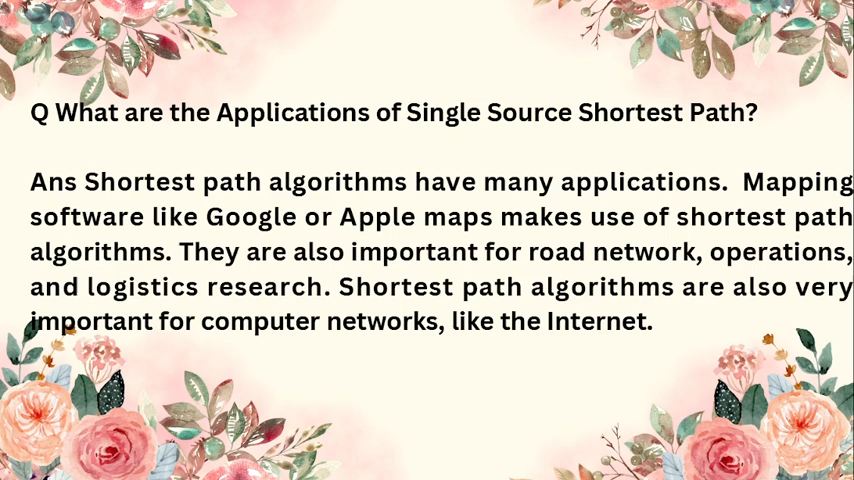 Q What are the Applications of Single Source Shortest Path?
Ans Shortest path algorithms have many applications. Mapping
software like Google or Apple maps makes use of shortest path
algorithms. They are also important for road network, operations,
and logistics research. Shortest path algorithms are also very
important for computer networks, like the Internet.